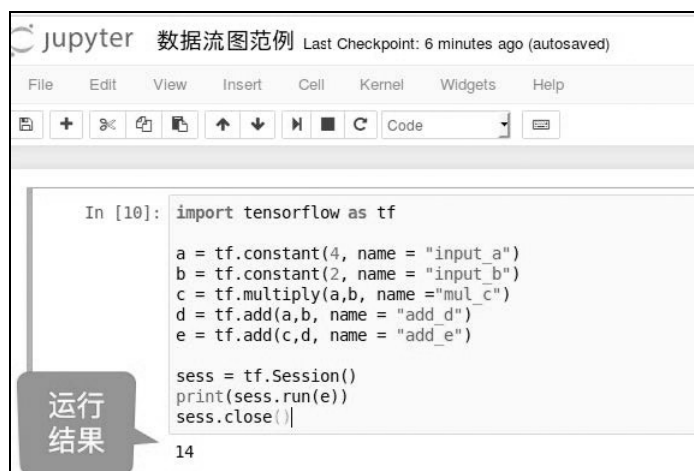 jupyter 数据流图范例 Last Checkpoint: 6 minutes ago (autosaved)
File Edit View Insert Cell Kernel Widgets Help
Code
In [10]: import tensorflow as tf
a = tf.constant(4, name = "input_a")
b = tf.constant(2, name = "input_b")
c = tf.multiply(a,b, name ="mul_c")
d = tf.add(a,b, name = "add_d")
e = tf.add(c,d, name = "add_e")
sess = tf.Session()
print(sess.run(e))
sess.close()
运行
结果
14